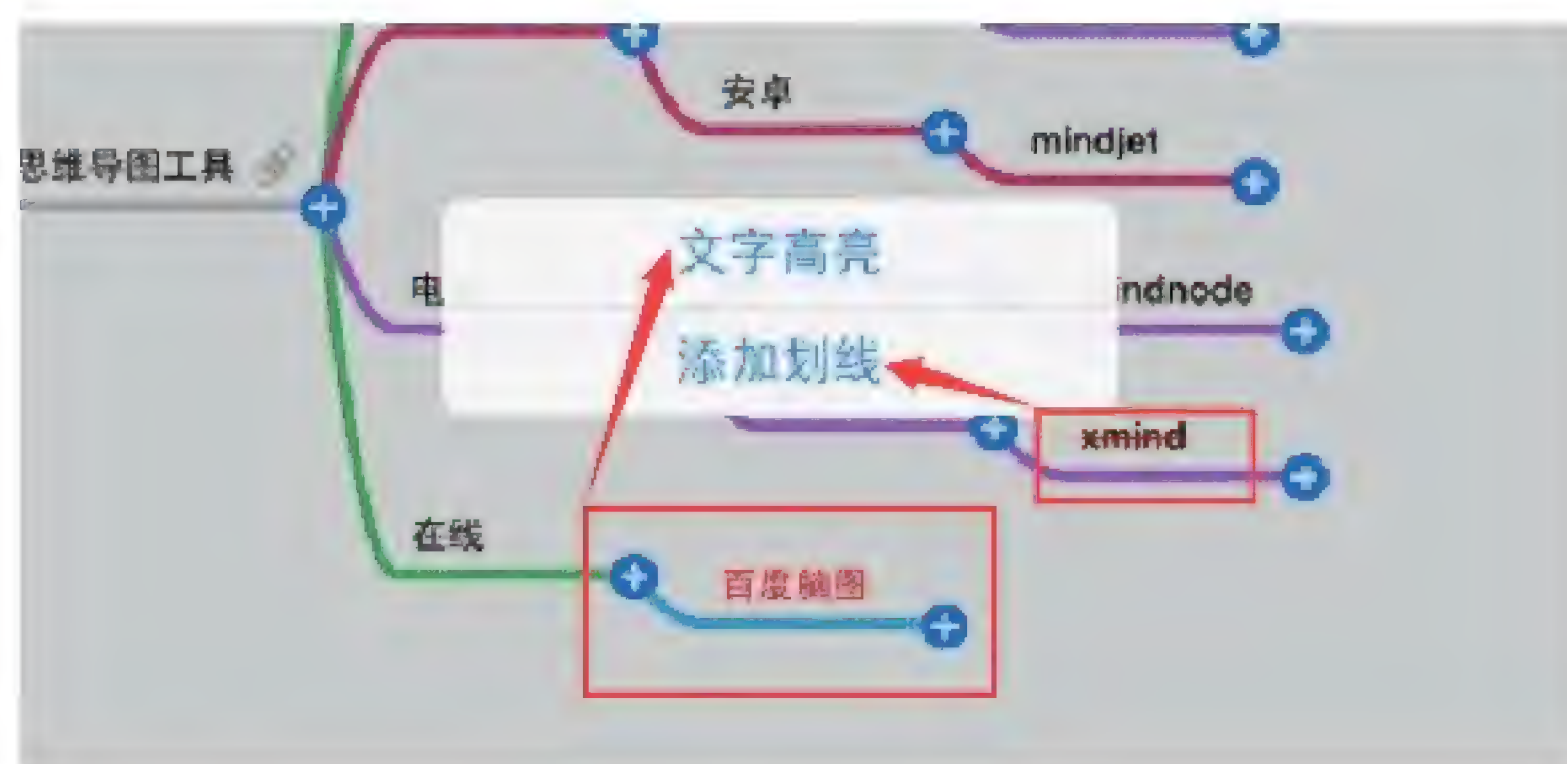 安卓
mindjet
思维导图工具
文字高亮
电
indnode
添加划线
xmind
在线
百度脑图